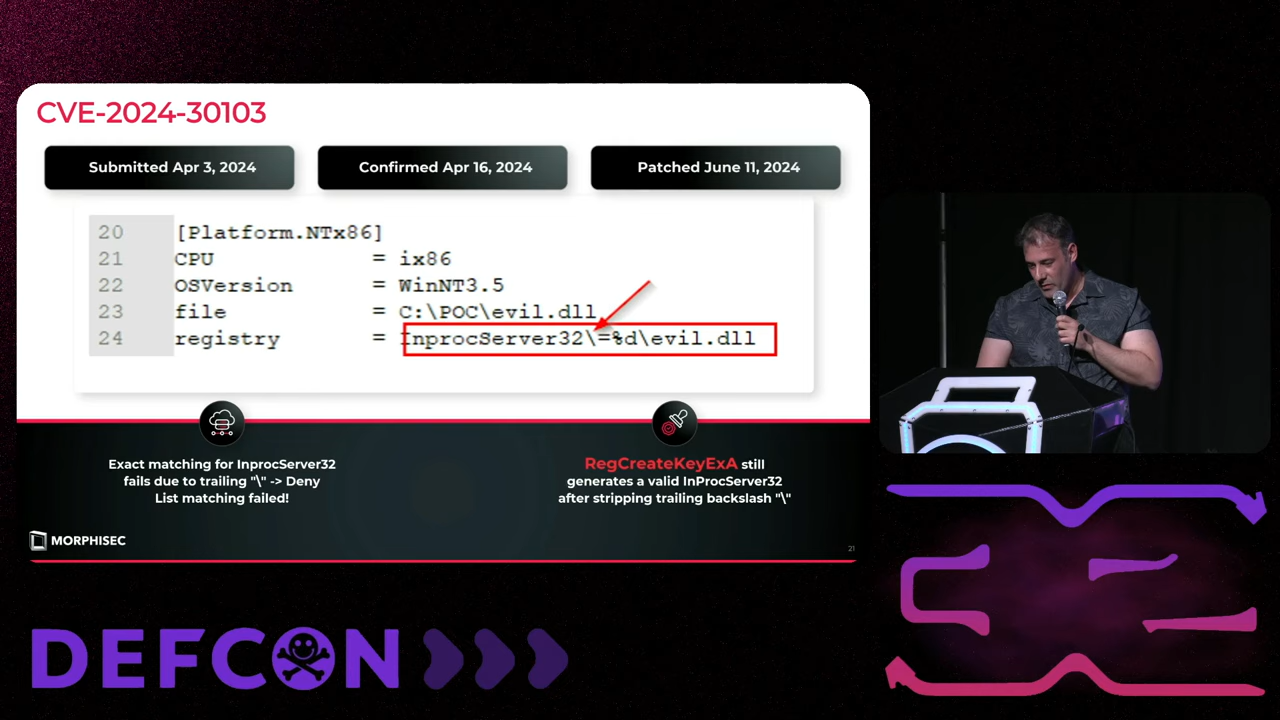 CVE-2024-30103
Submitted Apr 3, 2024
Confirmed Apr 16, 2024
Patched June 11, 2024
20 [Platform.NTx86]
21 CPU = ix86
22 OSVersion = WinNT3.5
23 file = C:\POC\evil.dll
24 registry = InprocServer32\=%d\evil.dll
Exact matching for InprocServer32
fails due to trailing "\" -> Deny
List matching failed!
RegCreateKeyExA still
generates a valid InProcServer32
after stripping trailing backslash "\"
MORPHISEC
21
DEFCON
32